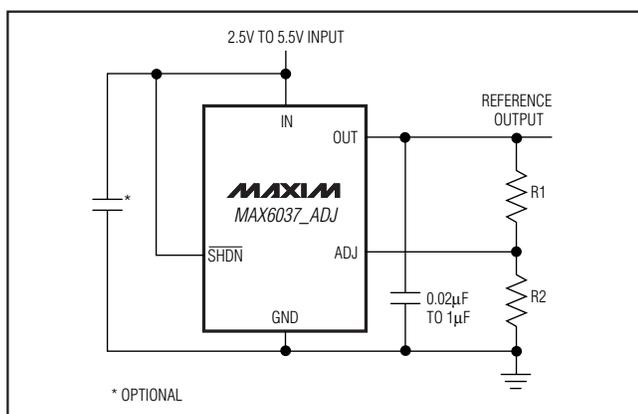 2.5V TO 5.5V INPUT
REFERENCE
OUTPUT
IN
OUT
R1
*
MAXIM
MAX6037_ADJ
SHDN
ADJ
0.02µF
TO 1µF
R2
GND
* OPTIONAL